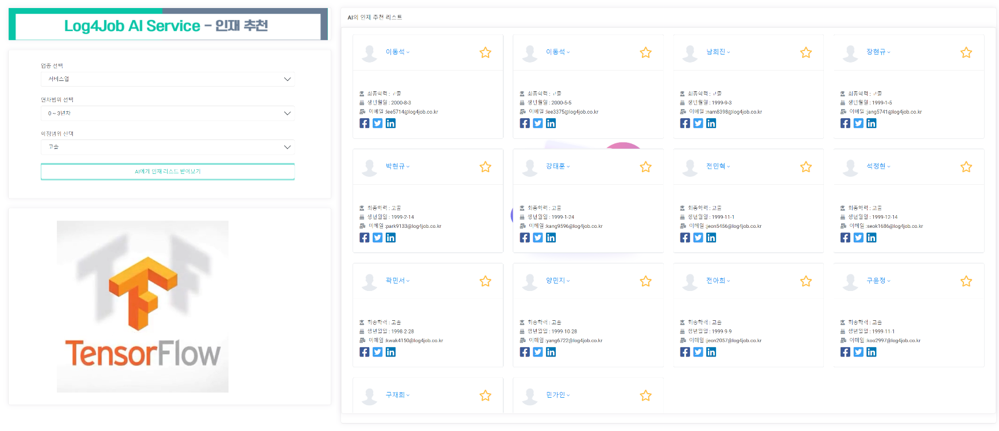 Log4Job AI Service - 인재 추천
업종 선택
서비스업
연차범위 선택
0 ~ 3년차
학점범위 선택
고졸
AI에게 인재 리스트 받아보기
TensorFlow
AI의 인재 추천 리스트
이동석
최종학력 : 고졸
생년월일 : 2000-8-3
이메일 :lee5714@log4job.co.kr
이동석
최종학력 : 고졸
생년월일 : 2000-5-5
이메일 :lee3375@log4job.co.kr
남희진
최종학력 : 고졸
생년월일 : 1999-9-3
이메일 :nam8398@log4job.co.kr
장현규
최종학력 : 고졸
생년월일 : 1999-1-5
이메일 :jang5741@log4job.co.kr
박현규
최종학력 : 고졸
생년월일 : 1999-2-14
이메일 :park9133@log4job.co.kr
강태훈
최종학력 : 고졸
생년월일 : 1999-1-24
이메일 :kang9596@log4job.co.kr
전민혁
최종학력 : 고졸
생년월일 : 1999-11-1
이메일 :jeon5456@log4job.co.kr
석정현
최종학력 : 고졸
생년월일 : 1999-12-14
이메일 :seok1686@log4job.co.kr
곽민서
최종학력 : 고졸
생년월일 : 1998-2-28
이메일 :kwak4150@log4job.co.kr
양민지
최종학력 : 고졸
생년월일 : 1999-10-28
이메일 :yang6722@log4job.co.kr
전아희
최종학력 : 고졸
생년월일 : 1999-9-9
이메일 :jeon2057@log4job.co.kr
구윤정
최종학력 : 고졸
생년월일 : 1999-11-1
이메일 :koo2997@log4job.co.kr
구재희
민가인